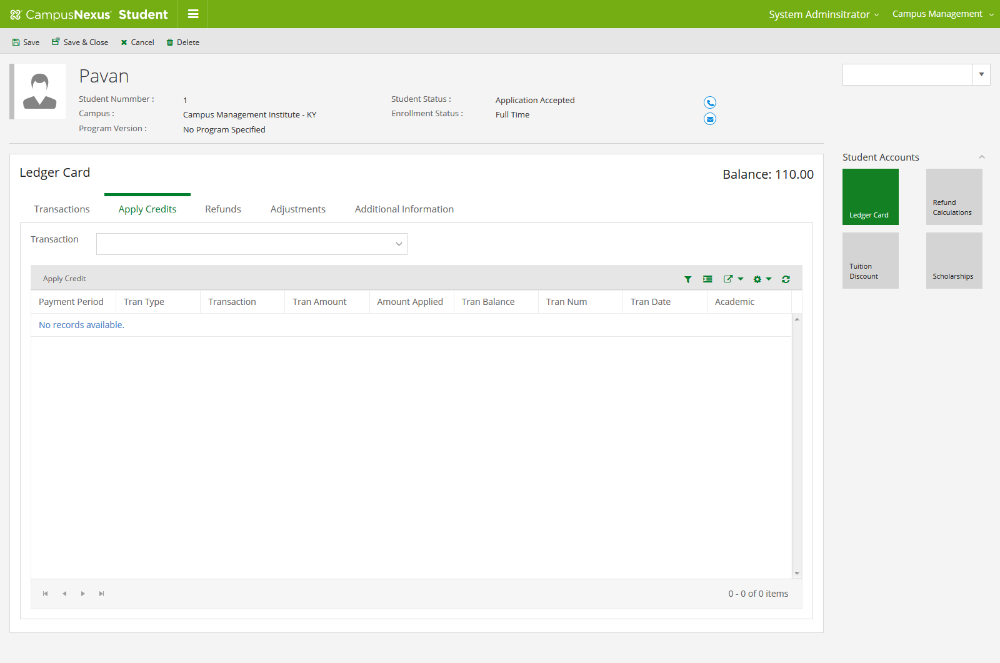 CampusNexus Student
System Adminsitrator
Campus Management
Save
Save & Close
Cancel
Delete
Pavan
Student Nummber :
1
Student Status :
Application Accepted
Campus :
Campus Management Institute - KY
Enrollment Status :
Full Time
Program Version :
No Program Specified
Ledger Card
Balance: 110.00
Transactions
Apply Credits
Refunds
Adjustments
Additional Information
Transaction
Apply Credit
Payment Period
Tran Type
Transaction
Tran Amount
Amount Applied
Tran Balance
Tran Num
Tran Date
Academic
No records available.
0 - 0 of 0 items
Student Accounts
Ledger Card
Refund
Calculations
Tuition
Discount
Scholarships